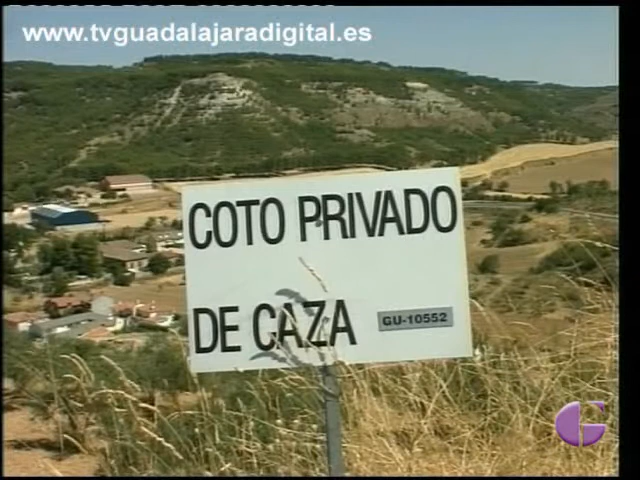 www.tvguadalajaradigital.es
COTO PRIVADO
DE CAZA
GU-10552
G